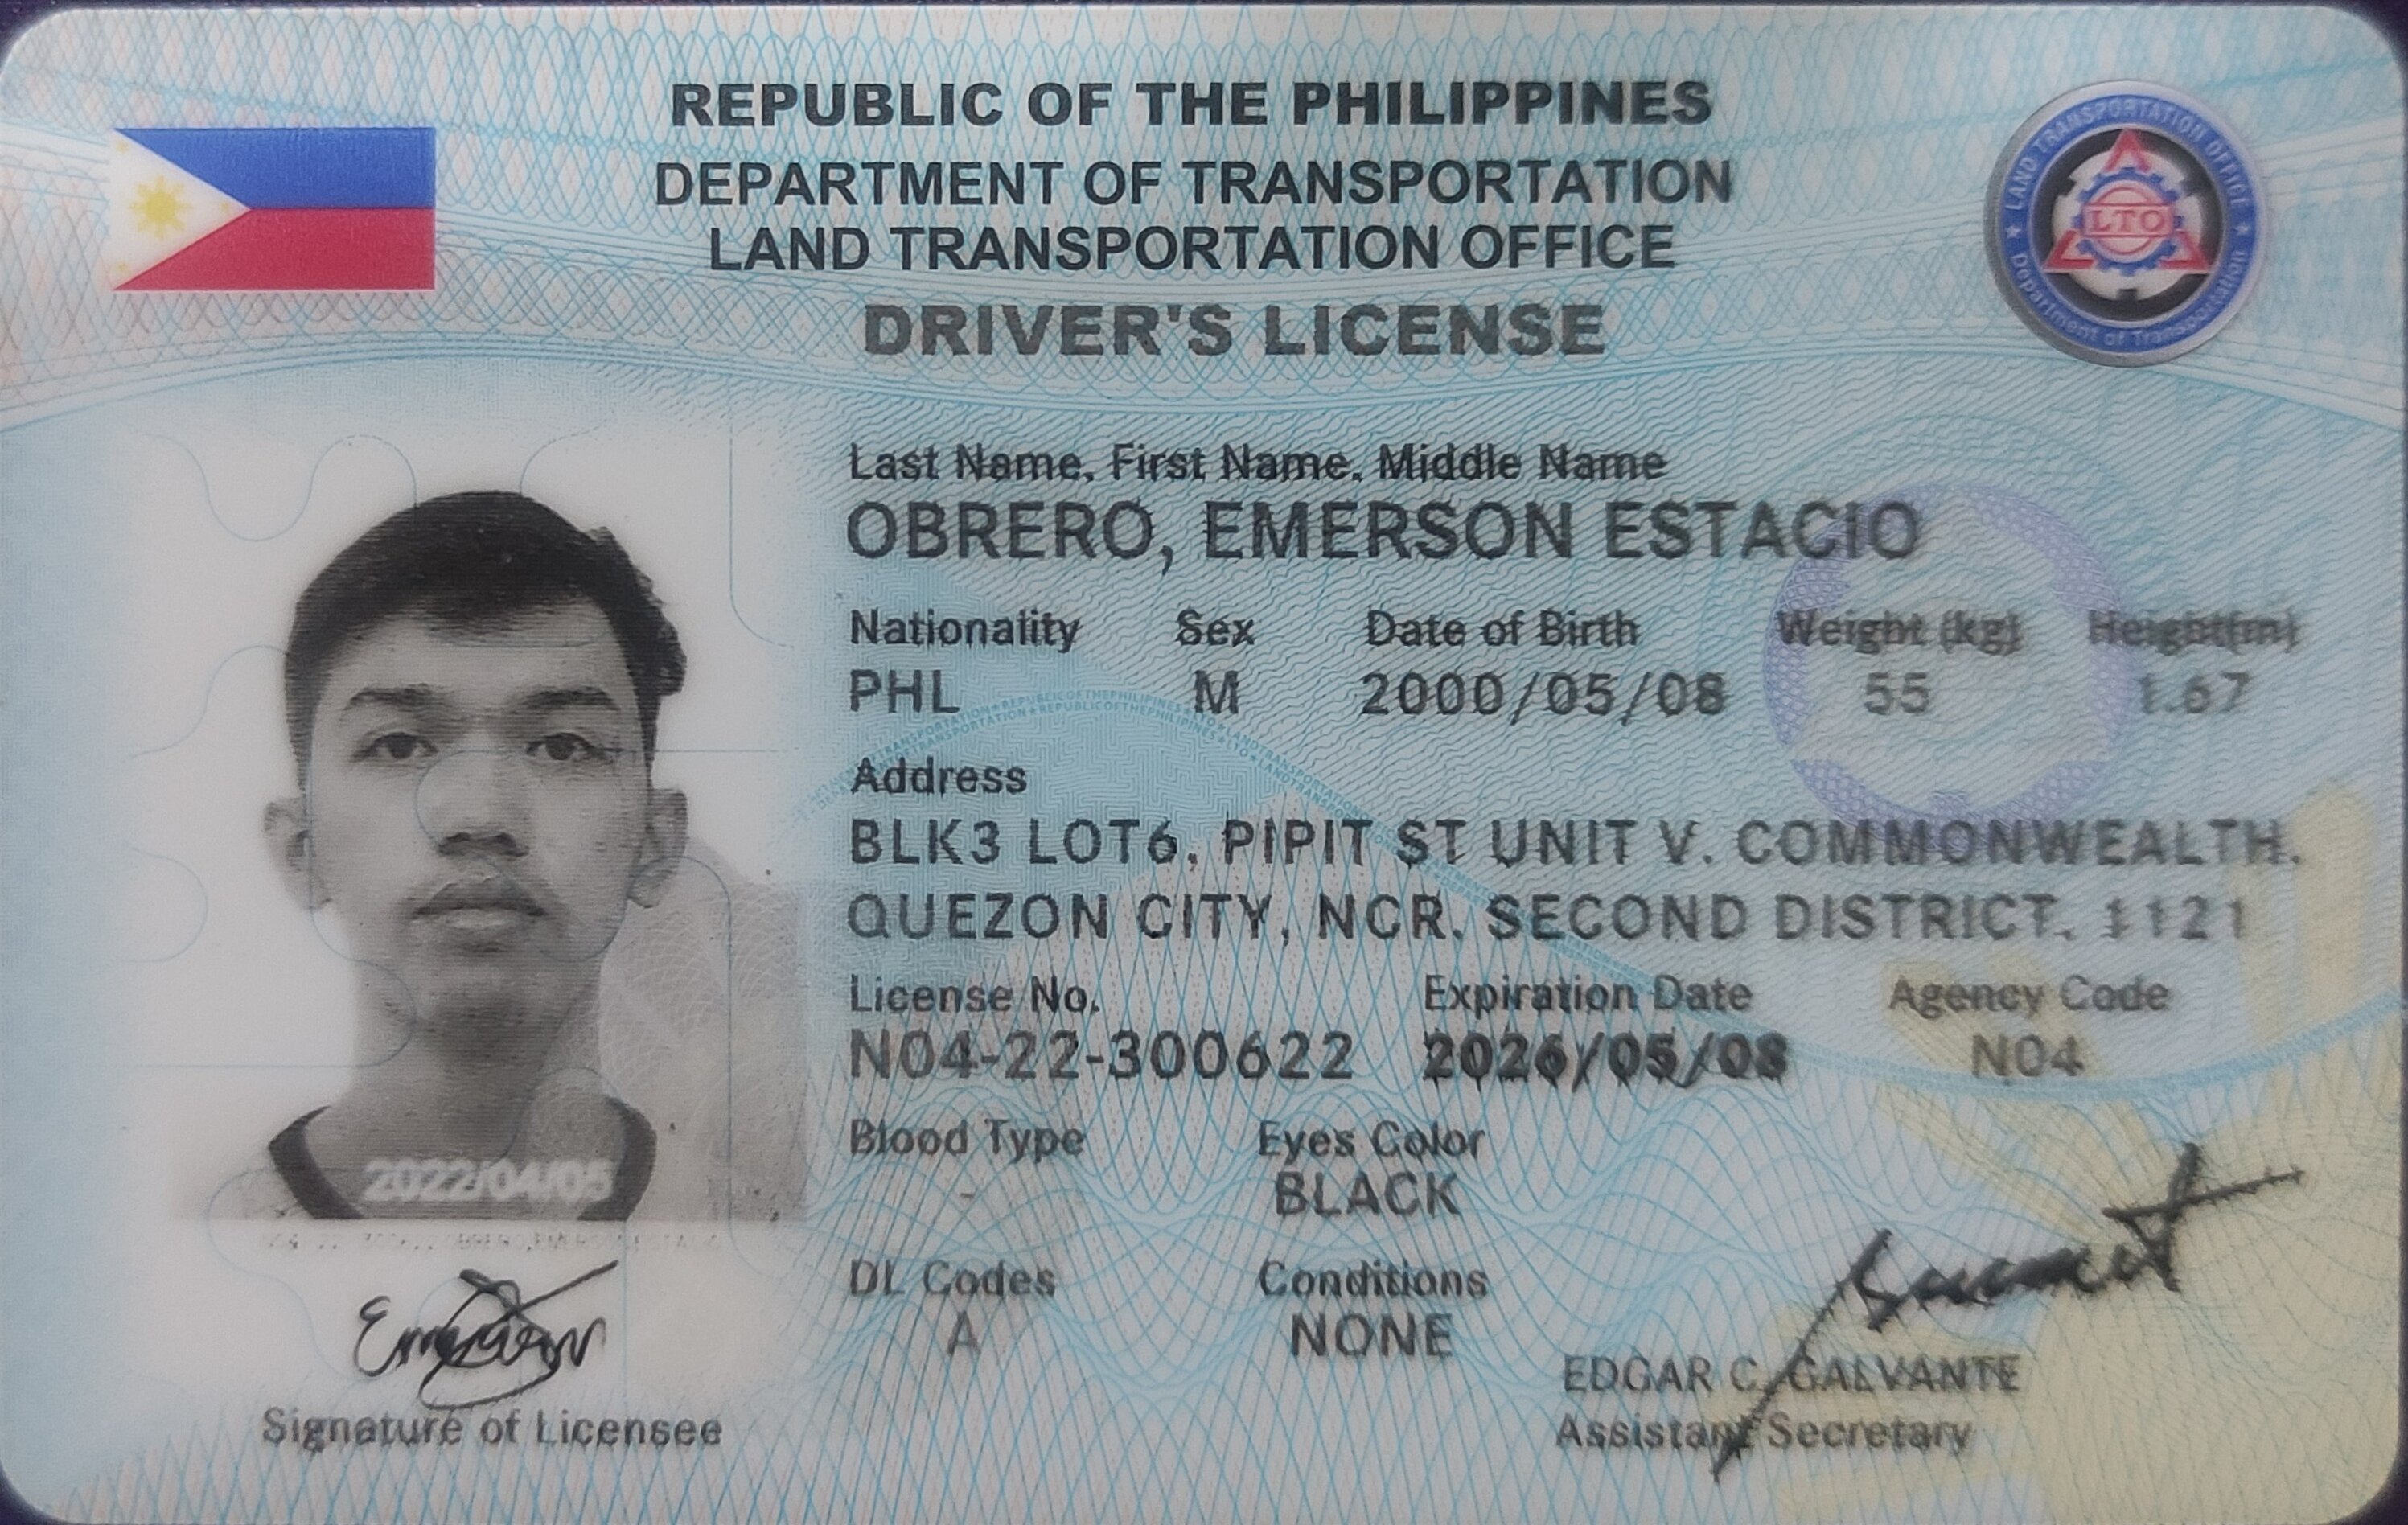 REPUBLIC OF THE PHILIPPINES
DEPARTMENT OF TRANSPORTATION
LAND TRANSPORTATION OFFICE
DRIVER'S LICENSE
LAND TRANSPORTATION OFFICE
LTO
Department of Transportation
Last Name, First Name, Middle Name
OBRERO, EMERSON ESTACIO
Nationality Sex Date of Birth Weight (kg) Height(m)
PHL M 2000/05/08 55 1.67
Address
BLK3 LOT6, PIPIT ST UNIT V. COMMONWEALTH,
QUEZON CITY, NCR, SECOND DISTRICT, 1121
License No. Expiration Date Agency Code
N04-22-300622 2026/05/08 N04
Blood Type Eyes Color
- BLACK
DL Codes Conditions
A NONE
2022/04/05
Signature of Licensee
EDGAR C. GALVANTE
Assistant Secretary